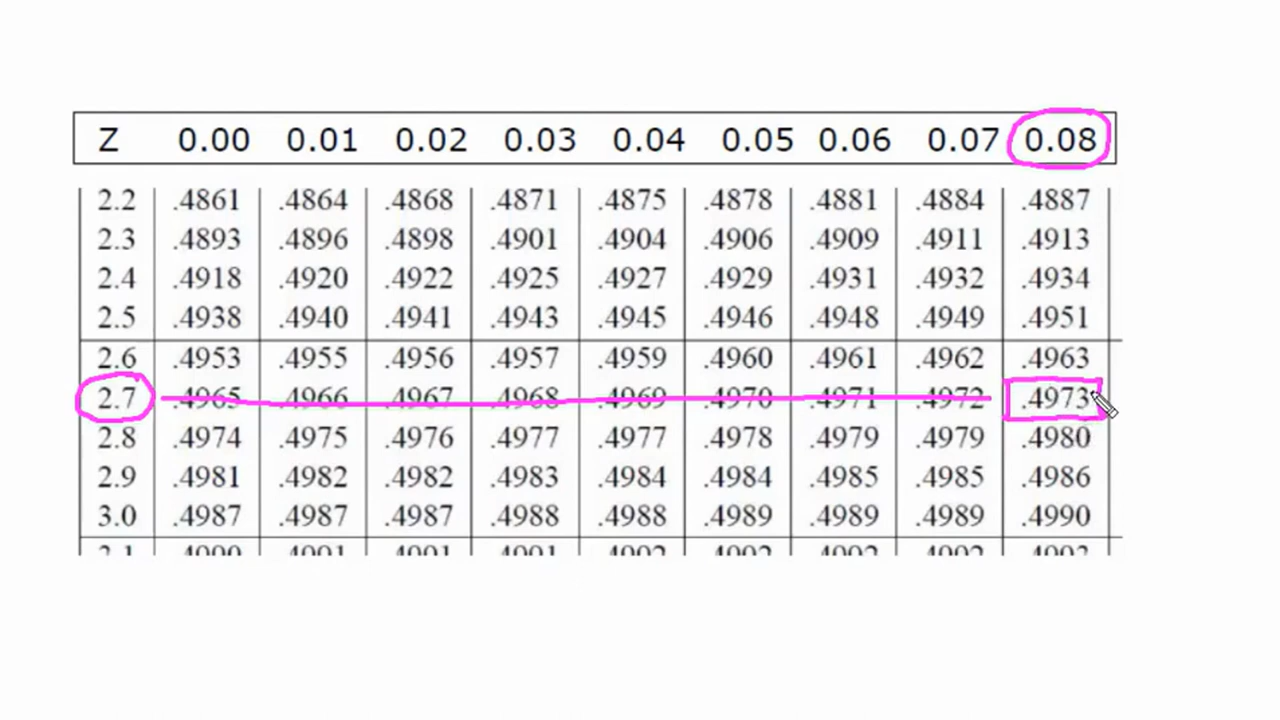 Z 0.00 0.01 0.02 0.03 0.04 0.05 0.06 0.07 0.08
2.2 .4861 .4864 .4868 .4871 .4875 .4878 .4881 .4884 .4887
2.3 .4893 .4896 .4898 .4901 .4904 .4906 .4909 .4911 .4913
2.4 .4918 .4920 .4922 .4925 .4927 .4929 .4931 .4932 .4934
2.5 .4938 .4940 .4941 .4943 .4945 .4946 .4948 .4949 .4951
2.6 .4953 .4955 .4956 .4957 .4959 .4960 .4961 .4962 .4963
2.7 .4965 .4966 .4967 .4968 .4969 .4970 .4971 .4972 .4973
2.8 .4974 .4975 .4976 .4977 .4977 .4978 .4979 .4979 .4980
2.9 .4981 .4982 .4982 .4983 .4984 .4984 .4985 .4985 .4986
3.0 .4987 .4987 .4987 .4988 .4988 .4989 .4989 .4989 .4990